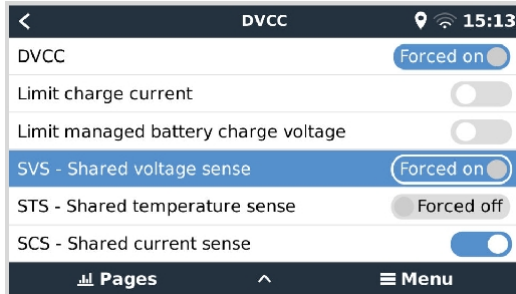 DVCC 15:13
DVCC Forced on
Limit charge current
Limit managed battery charge voltage
SVS - Shared voltage sense Forced on
STS - Shared temperature sense Forced off
SCS - Shared current sense
Pages Menu